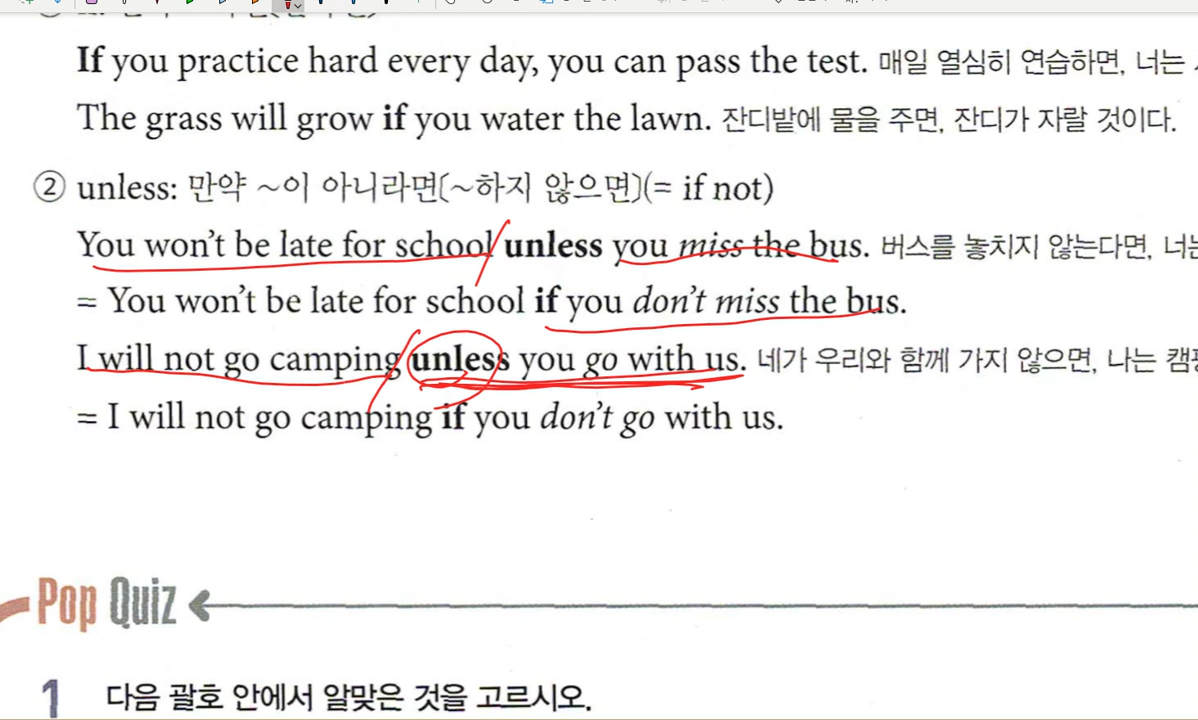 If you practice hard every day, you can pass the test. 매일 열심히 연습하면, 너는
The grass will grow if you water the lawn. 잔디밭에 물을 주면, 잔디가 자랄 것이다.
② unless: 만약 ~이 아니라면(~하지 않으면)(= if not)
You won't be late for school unless you miss the bus. 버스를 놓치지 않는다면, 너는
= You won't be late for school if you don't miss the bus.
I will not go camping unless you go with us. 네가 우리와 함께 가지 않으면, 나는 캠핑
= I will not go camping if you don't go with us.
Pop Quiz
1 다음 괄호 안에서 알맞은 것을 고르시오.